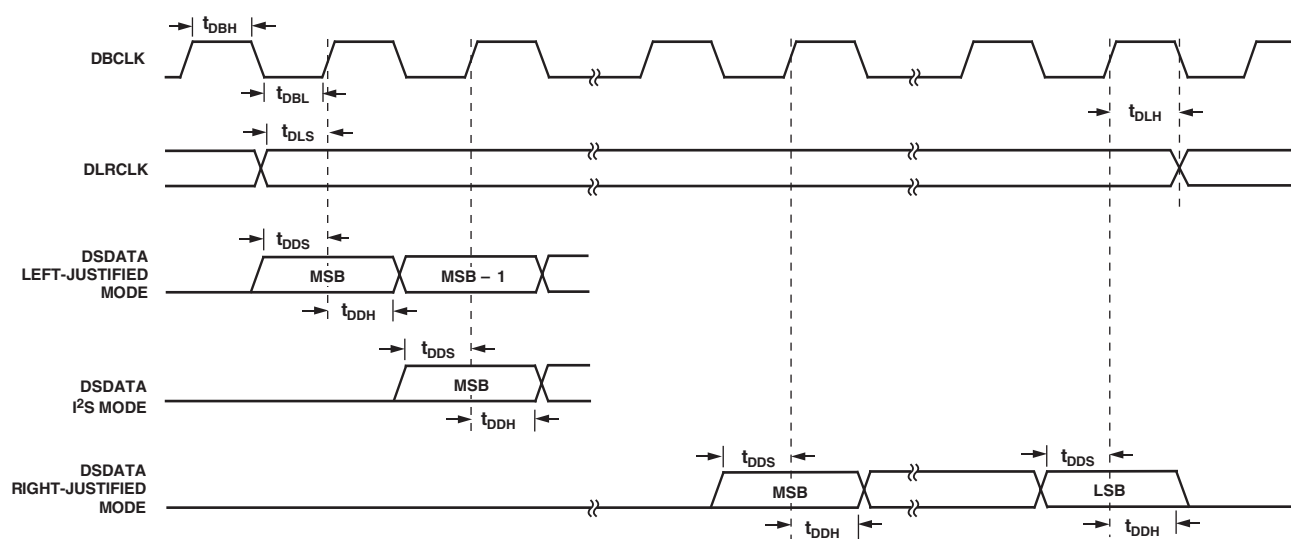 tDBH
DBCLK
tDBL
tDLH
tDLS
DLRCLK
tDDS
DSDATA
LEFT-JUSTIFIED
MODE
MSB
MSB – 1
tDDH
tDDS
DSDATA
I²S MODE
MSB
tDDH
DSDATA
RIGHT-JUSTIFIED
MODE
tDDS
tDDS
MSB
LSB
tDDH
tDDH